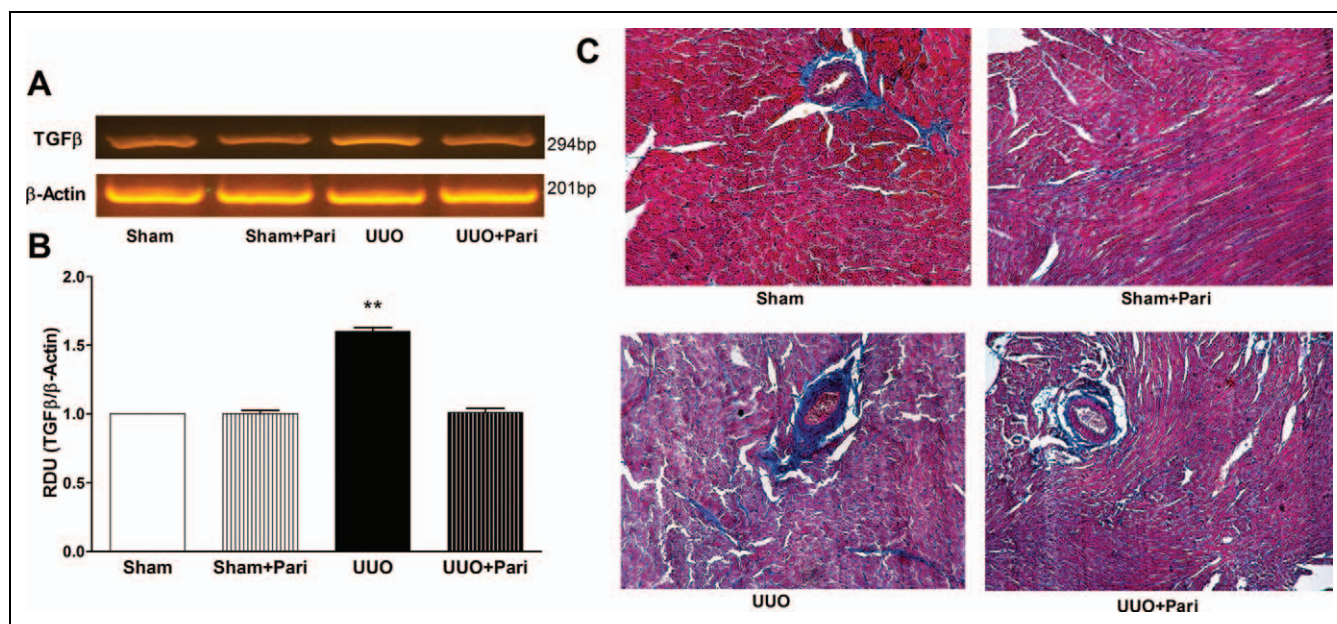 A
TGFβ
294bp
β-Actin
201bp
Sham Sham+Pari UUO UUO+Pari
B
RDU (TGFβ/β-Actin)
2.0
1.5
1.0
0.5
0.0
**
Sham Sham+Pari UUO UUO+Pari
C
Sham
Sham+Pari
UUO
UUO+Pari